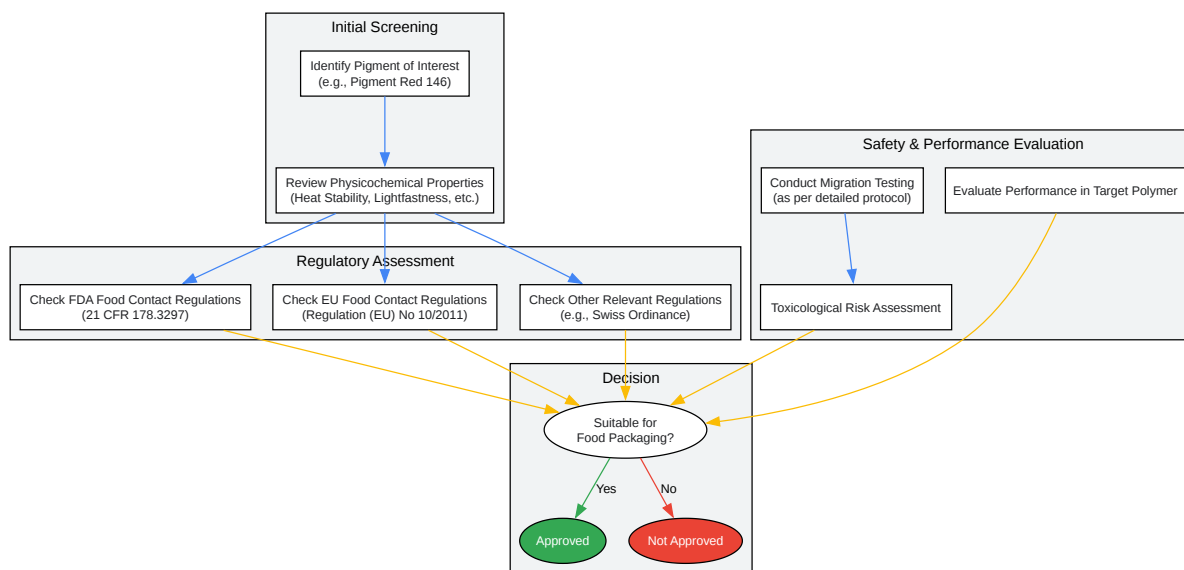 Initial Screening
Identify Pigment of Interest
(e.g., Pigment Red 146)
Review Physicochemical Properties
(Heat Stability, Lightfastness, etc.)
Safety & Performance Evaluation
Conduct Migration Testing
(as per detailed protocol)
Evaluate Performance in Target Polymer
Toxicological Risk Assessment
Regulatory Assessment
Check FDA Food Contact Regulations
(21 CFR 178.3297)
Check EU Food Contact Regulations
(Regulation (EU) No 10/2011)
Check Other Relevant Regulations
(e.g., Swiss Ordinance)
Decision
Suitable for
Food Packaging?
Yes
No
Approved
Not Approved